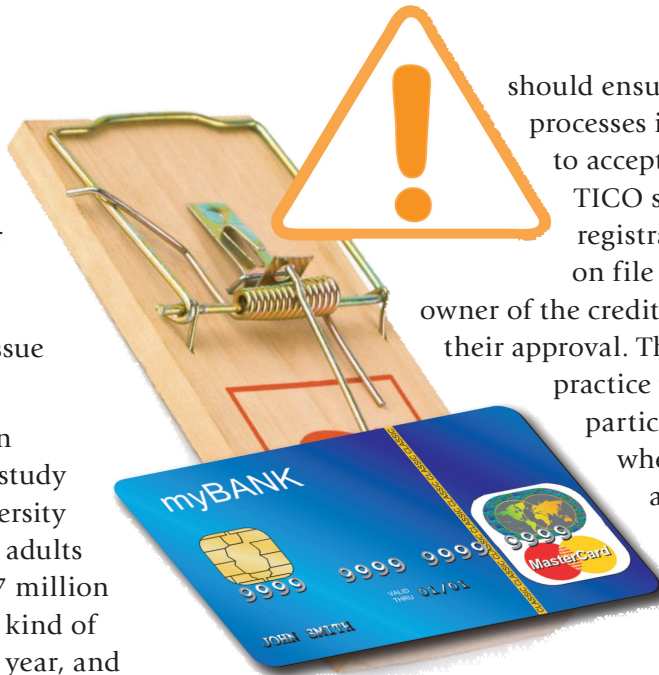 r
ssue
n
study
ersity
adults
7 million
kind of
year, and
should ensu
processes i
to accept
TICO s
registra
on file
owner of the credit
their approval. Th
practice
partic
whe
a
myBANK
9999 9999 9999 9999
VALID THRU 01/01
JOHN SMITH
MasterCard